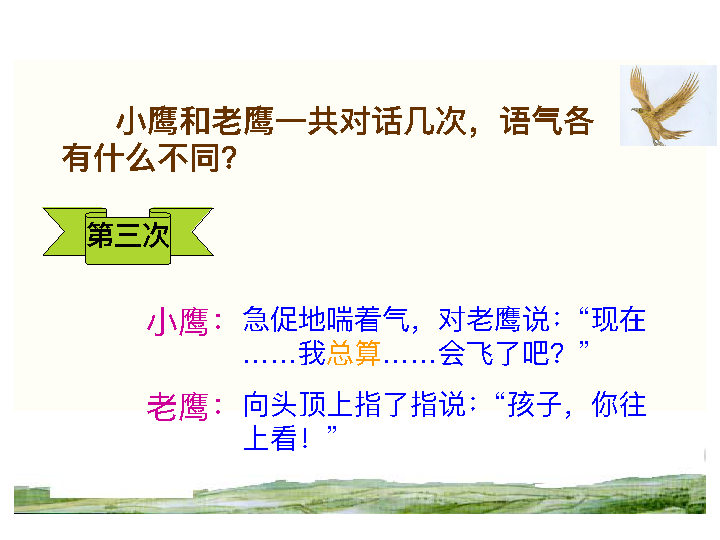 小鹰和老鹰一共对话几次，语气各
有什么不同？
第三次
小鹰：急促地喘着气，对老鹰说：“现在
……我总算……会飞了吧？”
老鹰：向头顶上指了指说：“孩子，你往
上看！”